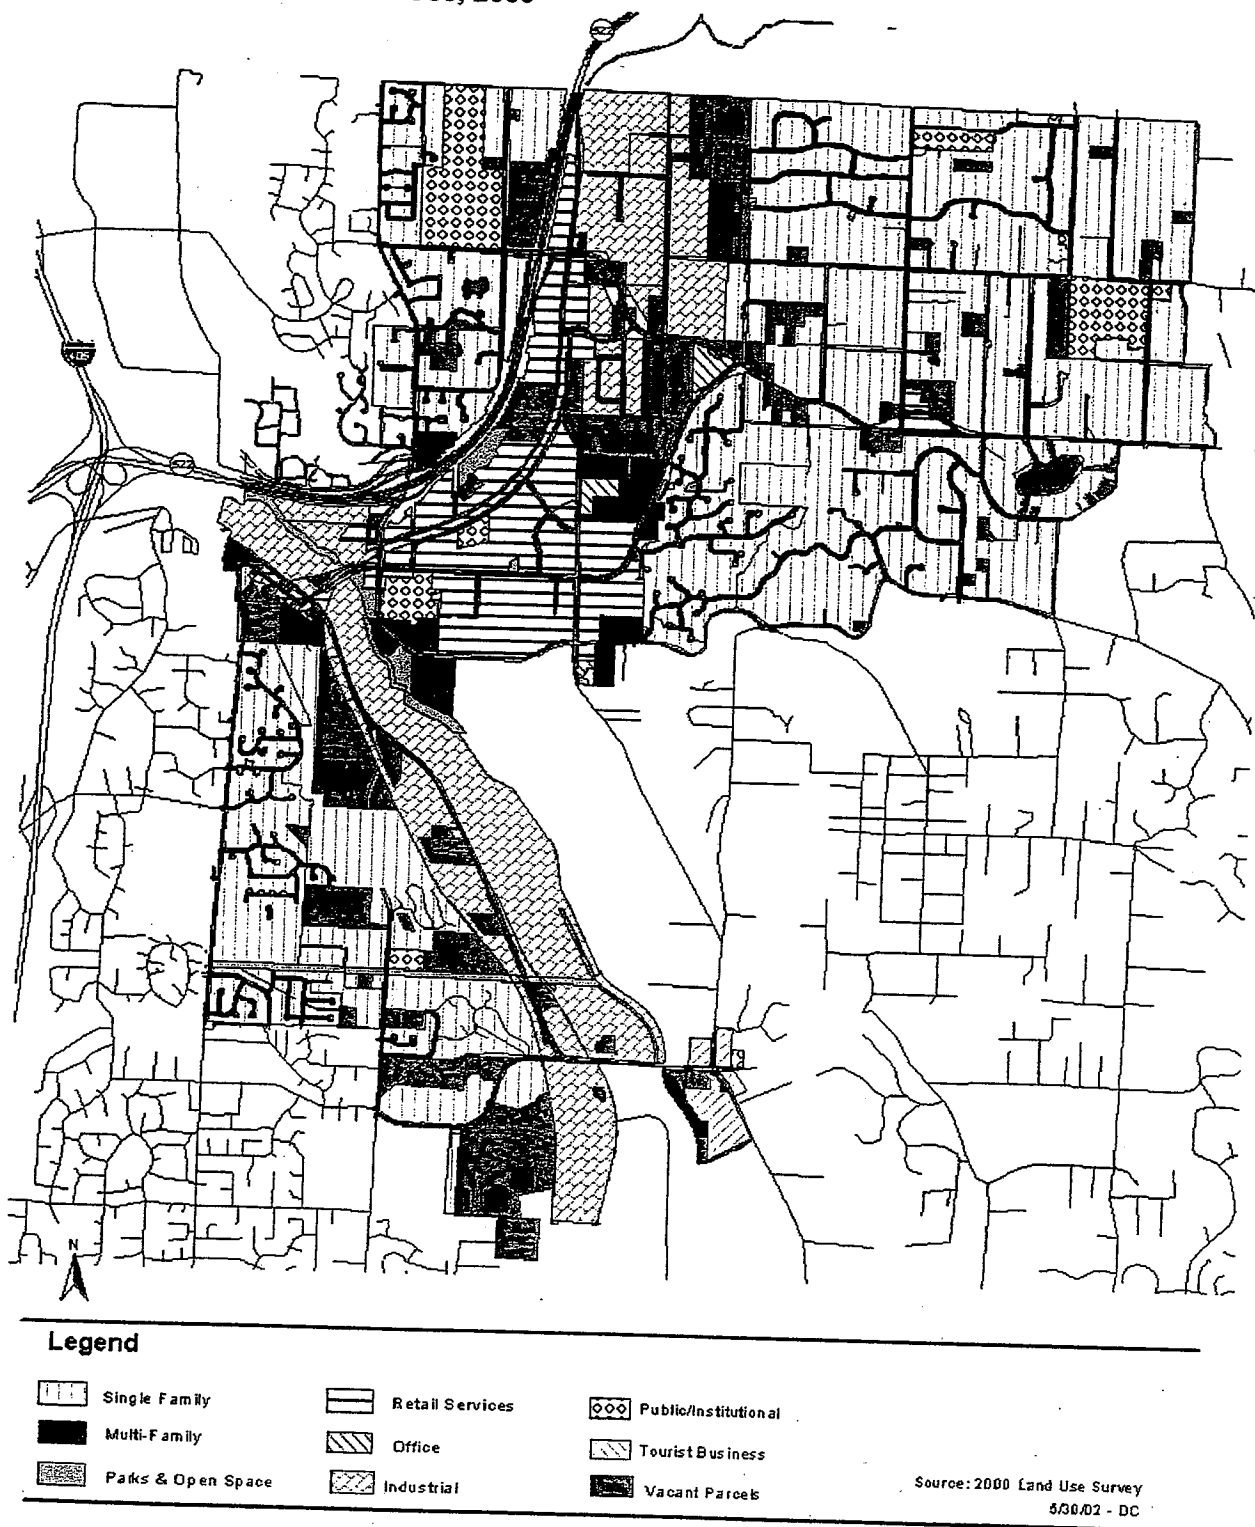 522
N
Legend
Single Family
Multi-Family
Parks & Open Space
Retail Services
Office
Industrial
Public/Institutional
Tourist Business
Vacant Parcels
Source: 2000 Land Use Survey
5/30/02 - DC